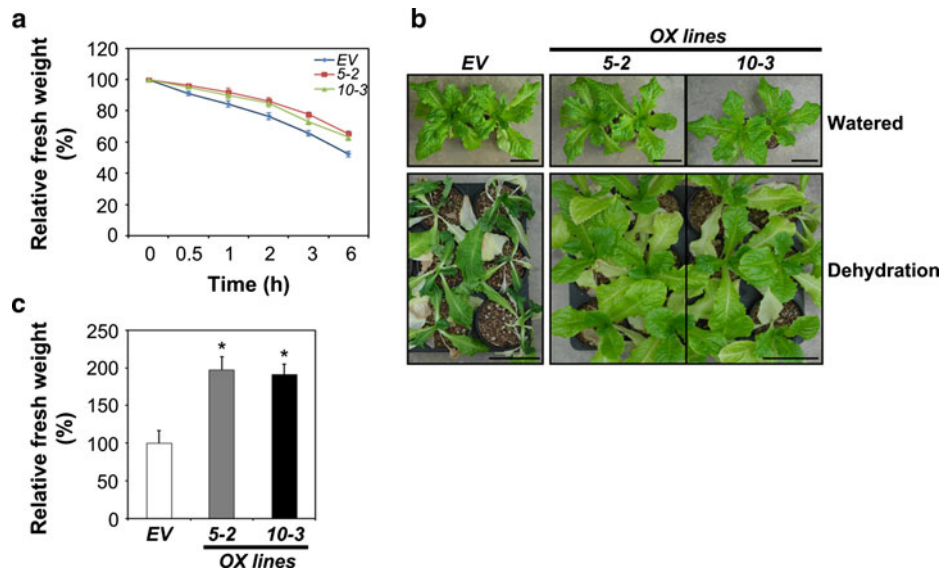 a
Relative fresh weight
(%)
120
100
80
60
40
20
0
0 0.5 1 2 3 6
Time (h)
EV
5-2
10-3
b
OX lines
EV 5-2 10-3
Watered
Dehydration
c
Relative fresh weight
(%)
250
200
150
100
50
0
* *
EV 5-2 10-3
OX lines